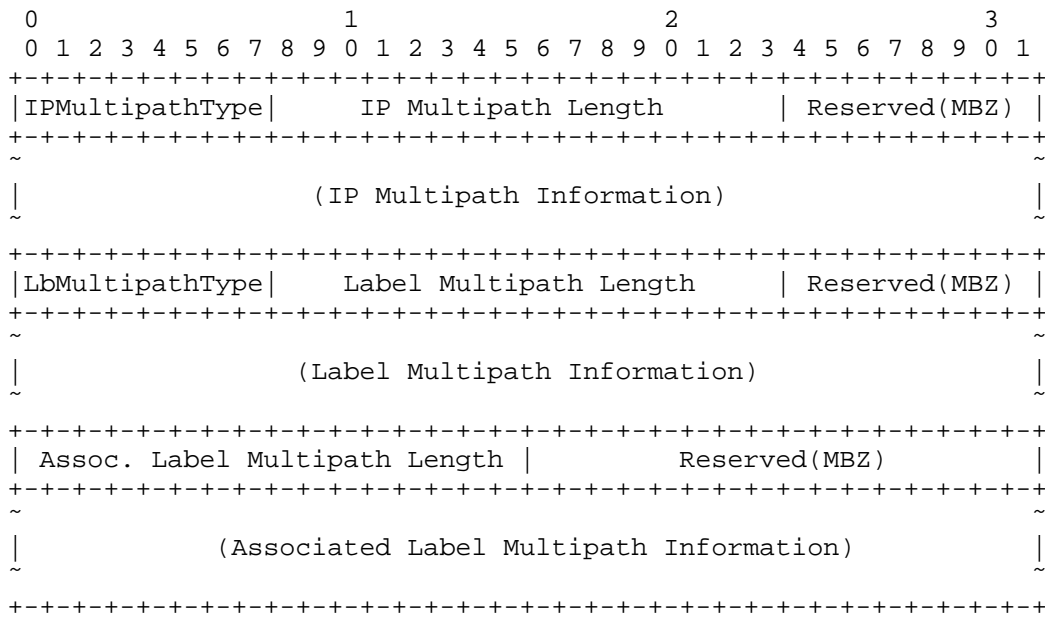 0                   1                   2                   3
 0 1 2 3 4 5 6 7 8 9 0 1 2 3 4 5 6 7 8 9 0 1 2 3 4 5 6 7 8 9 0 1
+-+-+-+-+-+-+-+-+-+-+-+-+-+-+-+-+-+-+-+-+-+-+-+-+-+-+-+-+-+-+-+-+
|IPMultipathType|     IP Multipath Length       | Reserved(MBZ) |
+-+-+-+-+-+-+-+-+-+-+-+-+-+-+-+-+-+-+-+-+-+-+-+-+-+-+-+-+-+-+-+-+
~                                                               ~
|                  (IP Multipath Information)                   |
~                                                               ~
+-+-+-+-+-+-+-+-+-+-+-+-+-+-+-+-+-+-+-+-+-+-+-+-+-+-+-+-+-+-+-+-+
|LbMultipathType|    Label Multipath Length     | Reserved(MBZ) |
+-+-+-+-+-+-+-+-+-+-+-+-+-+-+-+-+-+-+-+-+-+-+-+-+-+-+-+-+-+-+-+-+
~                                                               ~
|                 (Label Multipath Information)                 |
~                                                               ~
+-+-+-+-+-+-+-+-+-+-+-+-+-+-+-+-+-+-+-+-+-+-+-+-+-+-+-+-+-+-+-+-+
| Assoc. Label Multipath Length |         Reserved(MBZ)         |
+-+-+-+-+-+-+-+-+-+-+-+-+-+-+-+-+-+-+-+-+-+-+-+-+-+-+-+-+-+-+-+-+
~                                                               ~
|            (Associated Label Multipath Information)           |
~                                                               ~
+-+-+-+-+-+-+-+-+-+-+-+-+-+-+-+-+-+-+-+-+-+-+-+-+-+-+-+-+-+-+-+-+